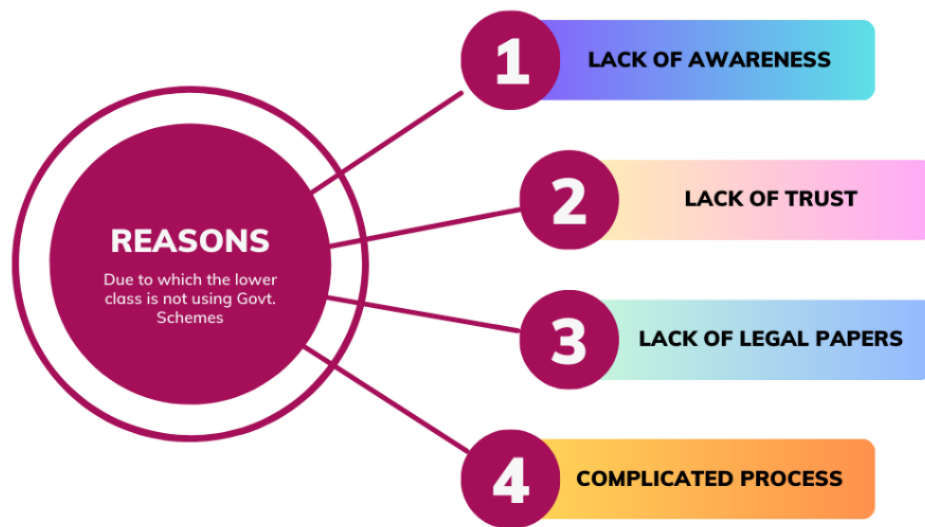 REASONS
Due to which the lower
class is not using Govt.
Schemes
1
LACK OF AWARENESS
2
LACK OF TRUST
3
LACK OF LEGAL PAPERS
4
COMPLICATED PROCESS